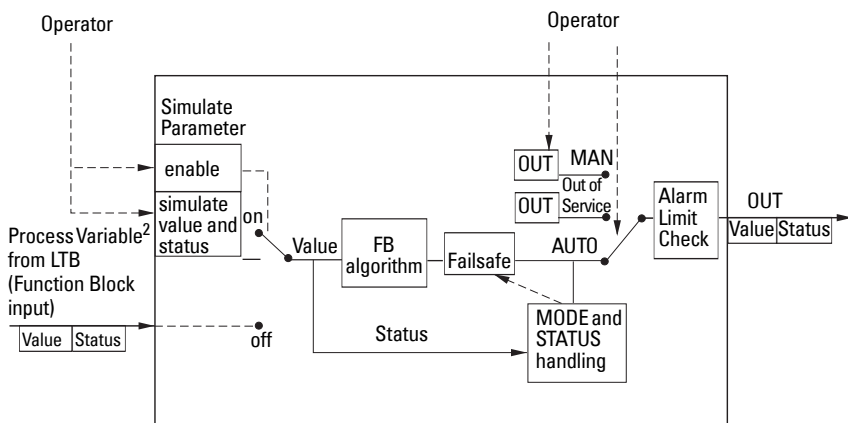 Operator
Operator
Simulate
Parameter
enable
simulate
value and
status
on
off
Process Variable2
from LTB
(Function Block
input)
Value Status
Value
FB
algorithm
Failsafe
Status
MODE and
STATUS
handling
OUT
MAN
OUT
Out of
Service
AUTO
Alarm
Limit
Check
OUT
Value Status